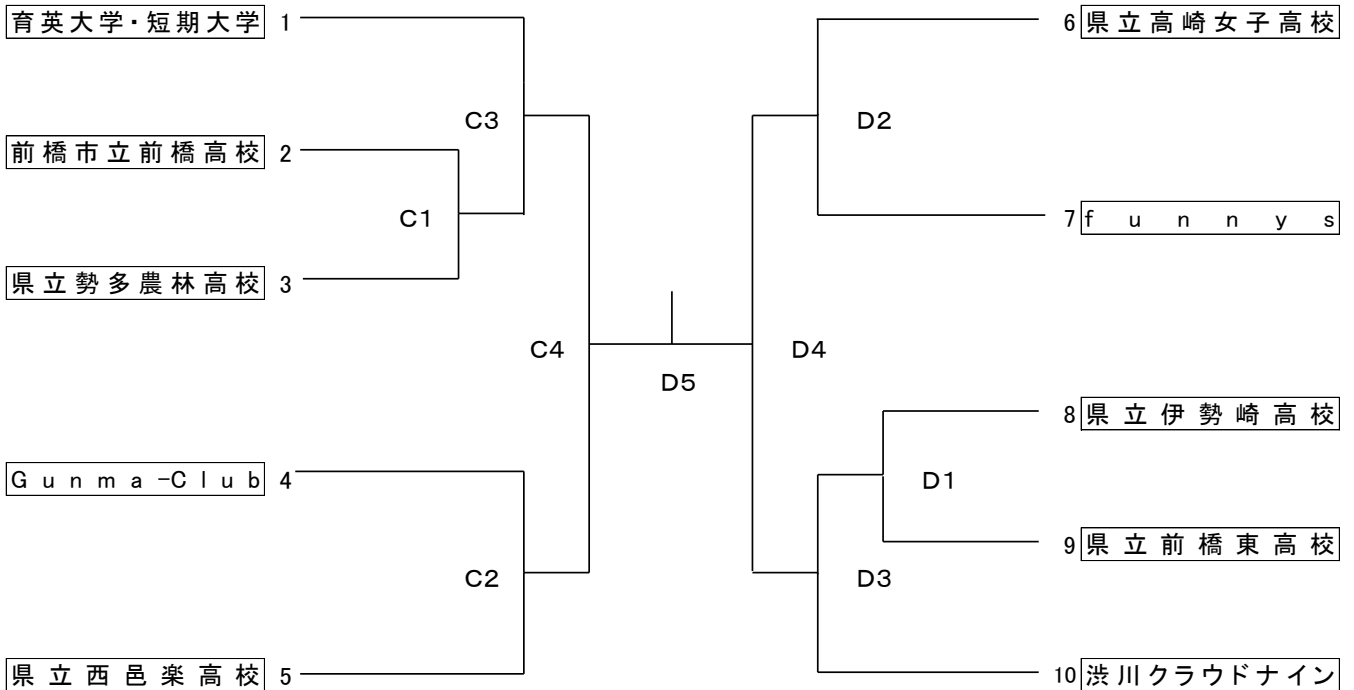 育英大学・短期大学 1
6 県立高崎女子高校
C3
D2
前橋市立前橋高校 2
C1
7 funnys
県立勢多農林高校 3
C4
D4
D5
8 県立伊勢崎高校
Gunma-Club 4
D1
9 県立前橋東高校
C2
D3
県立西邑楽高校 5
10 渋川クラウドナイン